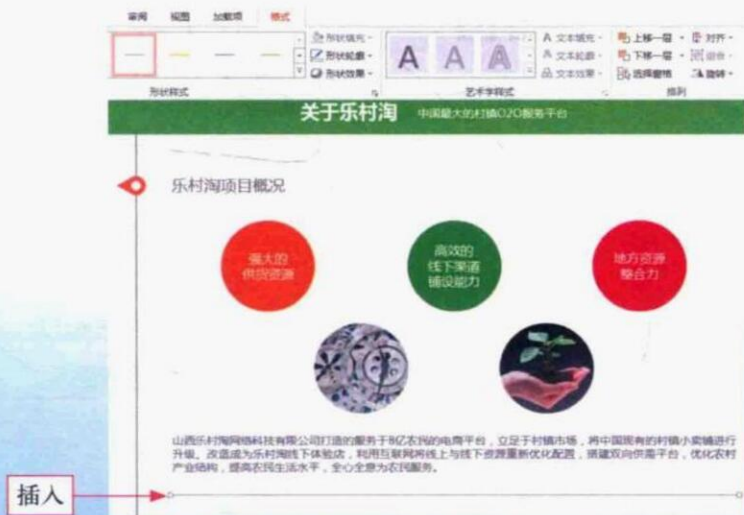 审阅 视图 加载项 格式
形状填充 A 文本填充 上移一层 对齐
形状轮廓 A 文本轮廓 下移一层 组合
形状效果 A 文本效果 选择窗格 旋转
A A A
形状样式 艺术字样式 排列
关于乐村淘 中国最大的村镇O2O服务平台
乐村淘项目概况
强大的
供货资源
高效的
线下渠道
铺设能力
地方资源
整合力
山西乐村淘网络科技有限公司打造的服务于8亿农民的电商平台，立足于村镇市场，将中国现有的村镇小卖铺进行
升级，改造成为乐村淘线下体验店，利用互联网将线上与线下资源重新优化配置，搭建双向供需平台，优化农村
产业结构，提高农民生活水平，全心全意为农民服务。
插入